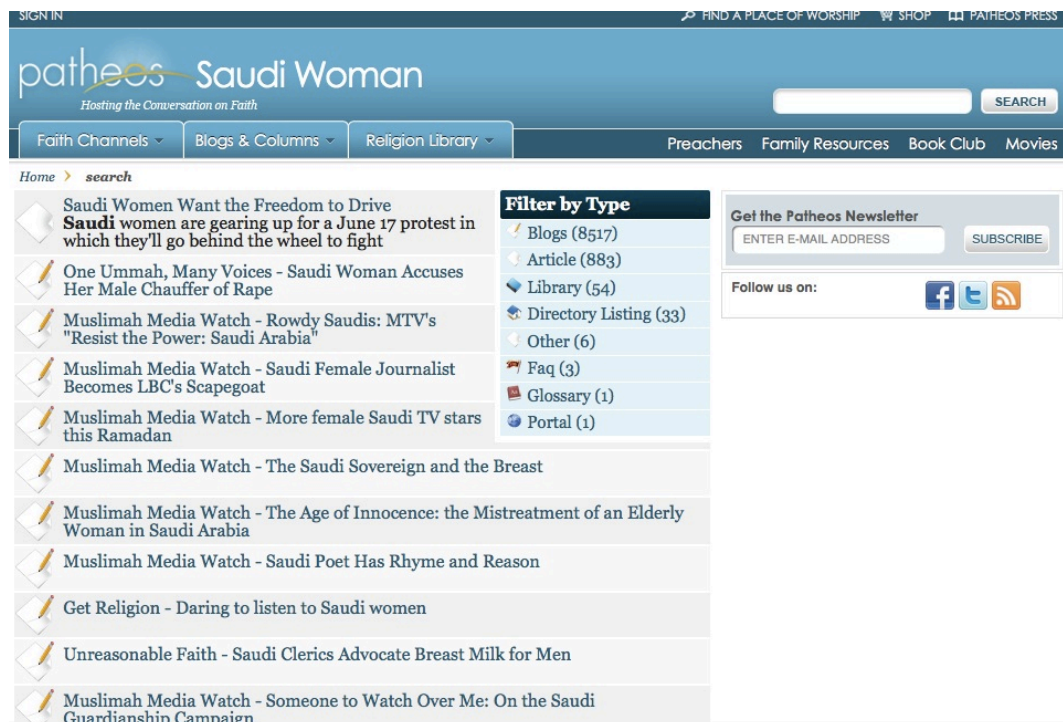 SIGN IN
FIND A PLACE OF WORSHIP SHOP PATHEOS PRESS
patheos Saudi Woman
Hosting the Conversation on Faith
SEARCH
Faith Channels Blogs & Columns Religion Library
Preachers Family Resources Book Club Movies
Home search
Saudi Women Want the Freedom to Drive
Saudi women are gearing up for a June 17 protest in
which they'll go behind the wheel to fight
One Ummah, Many Voices - Saudi Woman Accuses
Her Male Chauffer of Rape
Muslimah Media Watch - Rowdy Saudis: MTV's
"Resist the Power: Saudi Arabia"
Muslimah Media Watch - Saudi Female Journalist
Becomes LBC's Scapegoat
Muslimah Media Watch - More female Saudi TV stars
this Ramadan
Muslimah Media Watch - The Saudi Sovereign and the Breast
Muslimah Media Watch - The Age of Innocence: the Mistreatment of an Elderly
Woman in Saudi Arabia
Muslimah Media Watch - Saudi Poet Has Rhyme and Reason
Get Religion - Daring to listen to Saudi women
Unreasonable Faith - Saudi Clerics Advocate Breast Milk for Men
Muslimah Media Watch - Someone to Watch Over Me: On the Saudi
Guardianship Campaign
Filter by Type
Blogs (8517)
Article (883)
Library (54)
Directory Listing (33)
Other (6)
Faq (3)
Glossary (1)
Portal (1)
Get the Patheos Newsletter
ENTER E-MAIL ADDRESS SUBSCRIBE
Follow us on: